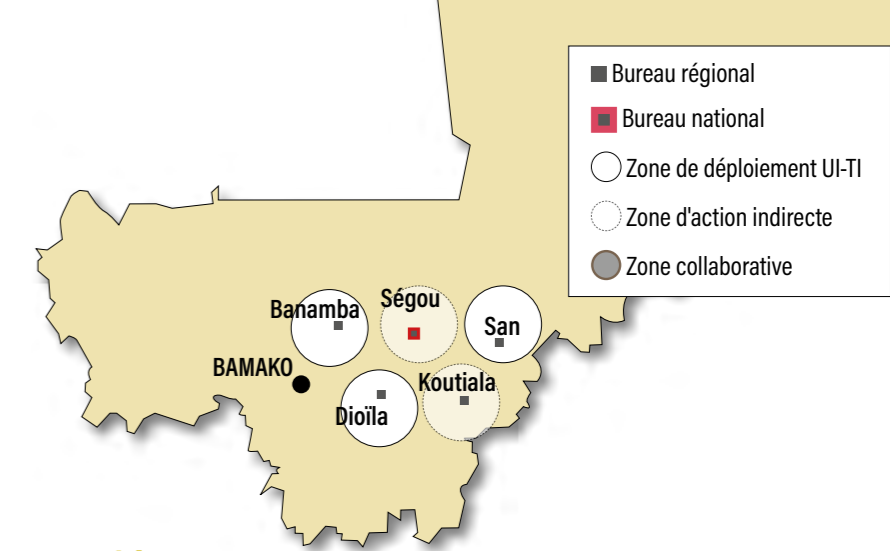 Bureau régional
Bureau national
Zone de déploiement UI-TI
Zone d'action indirecte
Zone collaborative
Banamba
Ségou
San
BAMAKO
Koutiala
Dioïla